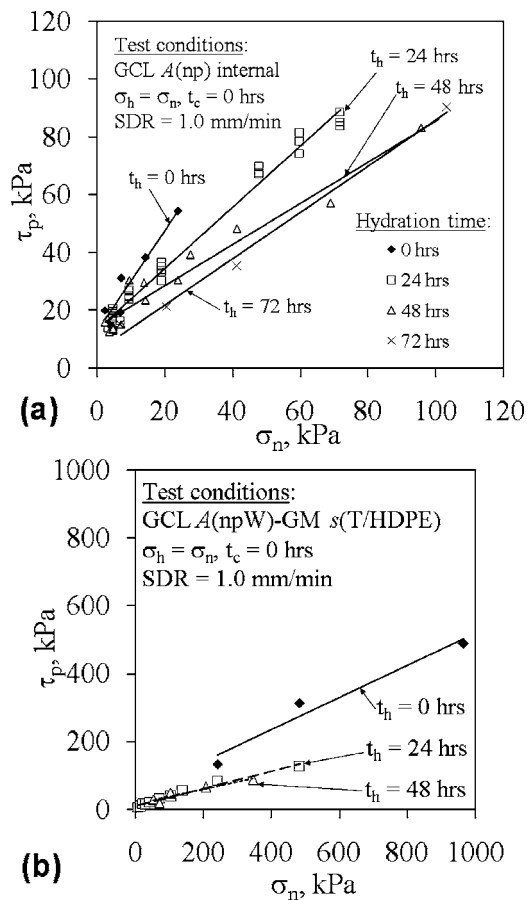 120
100
80
60
40
20
0
τp, kPa
Test conditions:
GCL A(np) internal
σh = σn, tc = 0 hrs
SDR = 1.0 mm/min
th = 24 hrs
th = 48 hrs
th = 0 hrs
Hydration time:
0 hrs
24 hrs
48 hrs
72 hrs
th = 72 hrs
0 20 40 60 80 100 120
(a)
σn, kPa
1000
800
600
400
200
0
τp, kPa
Test conditions:
GCL A(npW)-GM s(T/HDPE)
σh = σn, tc = 0 hrs
SDR = 1.0 mm/min
th = 0 hrs
th = 24 hrs
th = 48 hrs
0 200 400 600 800 1000
(b)
σn, kPa